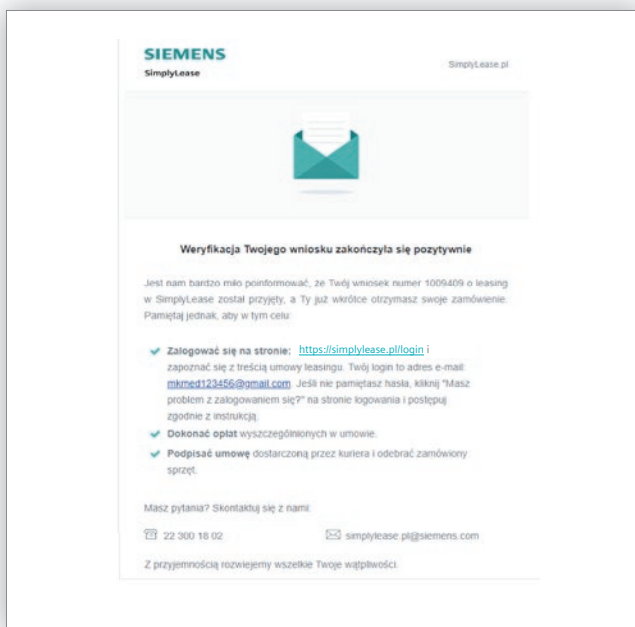 SIEMENS
SimplyLease
SimplyLease.pl
Weryfikacja Twojego wniosku zakończyła się pozytywnie
Jest nam bardzo miło poinformować, że Twój wniosek numer 1009409 o leasing
w SimplyLease został przyjęty, a Ty już wkrótce otrzymasz swoje zamówienie.
Pamiętaj jednak, aby w tym celu:
Zalogować się na stronie: https://simplylease.pl/login i
zapoznać się z treścią umowy leasingu. Twój login to adres e-mail:
mkmed123456@gmail.com. Jeśli nie pamiętasz hasła, kliknij "Masz
problem z zalogowaniem się?" na stronie logowania i postępuj
zgodnie z instrukcją.
Dokonać opłat wyszczególnionych w umowie.
Podpisać umowę dostarczoną przez kuriera i odebrać zamówiony
sprzęt.
Masz pytania? Skontaktuj się z nami:
22 300 18 02
simplylease.pl@siemens.com
Z przyjemnością rozwiejemy wszelkie Twoje wątpliwości.